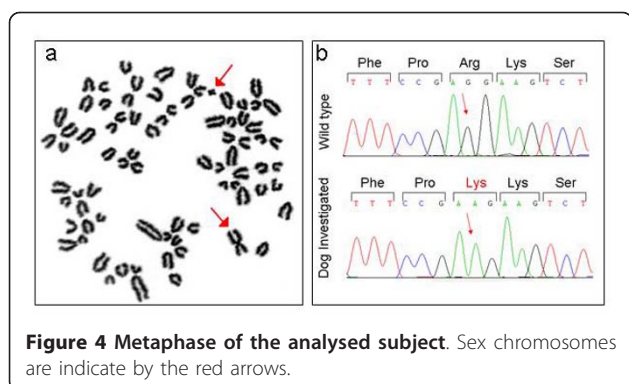 a
b
Phe Pro Arg Lys Ser
T T T C C G A G G A A G T C T
Wild type
Phe Pro Lys Lys Ser
T T T C C G A A G A A G T C T
Dog Investigated
Figure 4 Metaphase of the analysed subject. Sex chromosomes
are indicate by the red arrows.